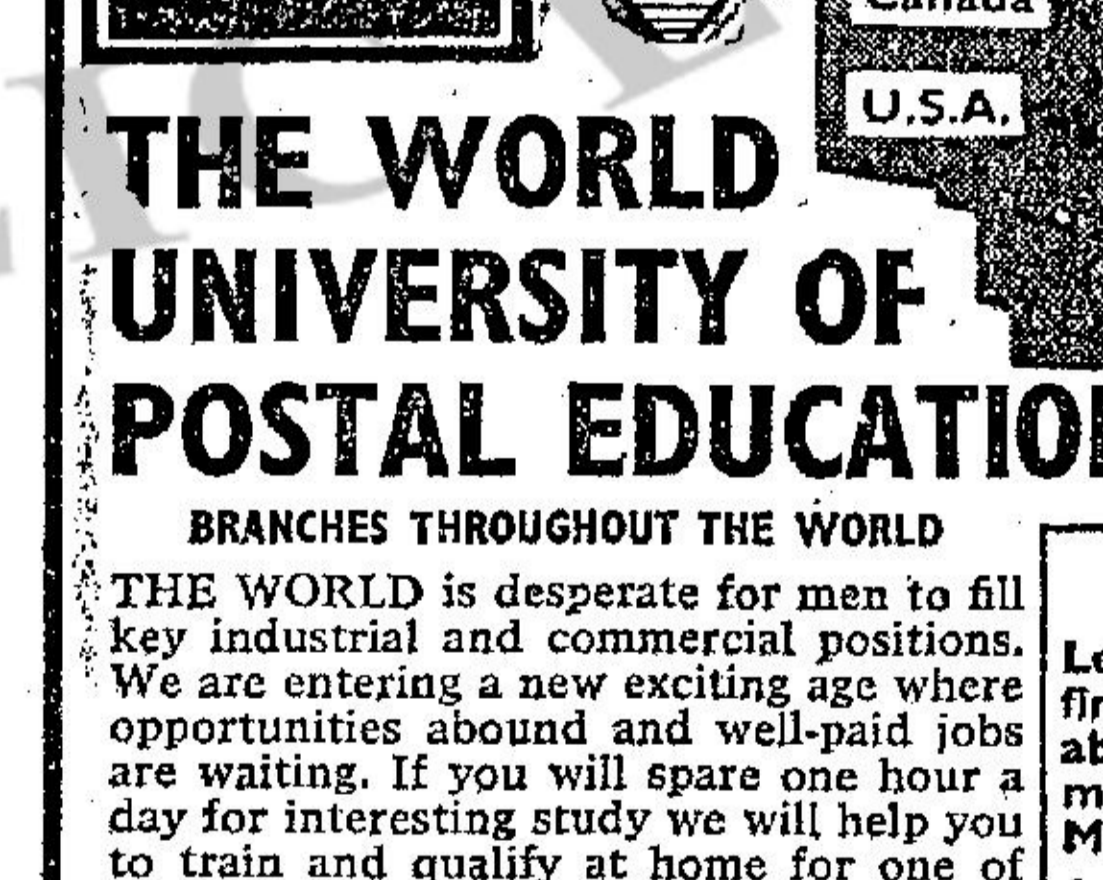 Canada
U.S.A.
THE WORLD
UNIVERSITY OF
POSTAL EDUCATION
BRANCHES THROUGHOUT THE WORLD
THE WORLD is desperate for men to fill
key industrial and commercial positions.
We are entering a new exciting age where
opportunities abound and well-paid jobs
are waiting. If you will spare one hour a
day for interesting study we will help you
to train and qualify at home for one of